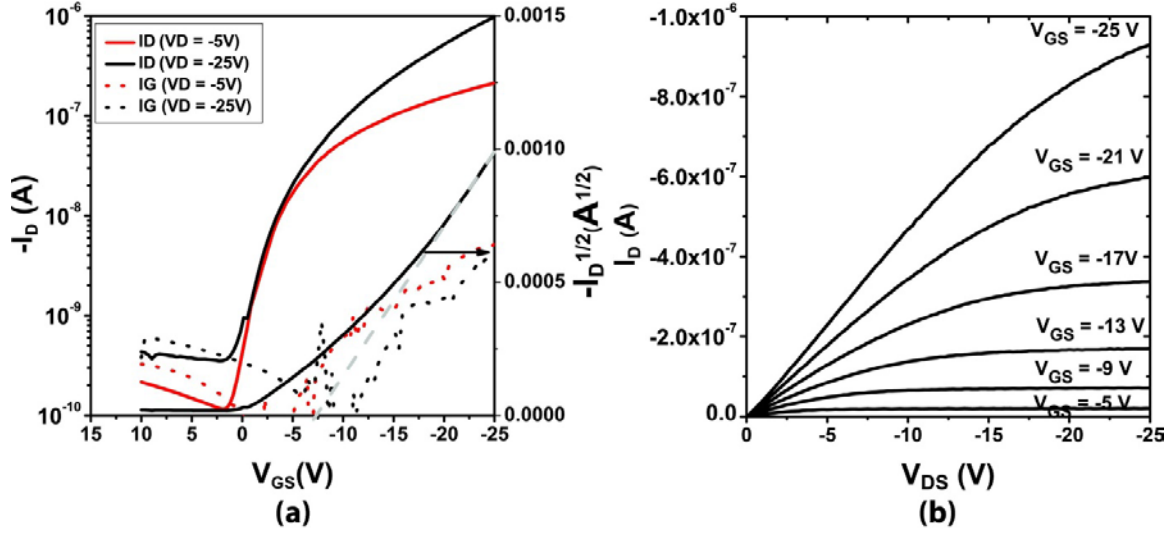 (a)
10^-6
10^-7
10^-8
10^-9
10^-10
-I_D (A)
ID (VD = -5V)
ID (VD = -25V)
IG (VD = -5V)
IG (VD = -25V)
0.0015
0.0010
0.0005
0.0000
-I_D^1/2(A^1/2)
15 10 5 0 -5 -10 -15 -20 -25
V_GS(V)
(a)
-1.0x10^-6
-8.0x10^-7
-6.0x10^-7
-4.0x10^-7
-2.0x10^-7
0.0
I_D (A)
V_GS = -25 V
V_GS = -21 V
V_GS = -17V
V_GS = -13 V
V_GS = -9 V
V_GS = -5 V
0 -5 -10 -15 -20 -25
V_DS (V)
(b)